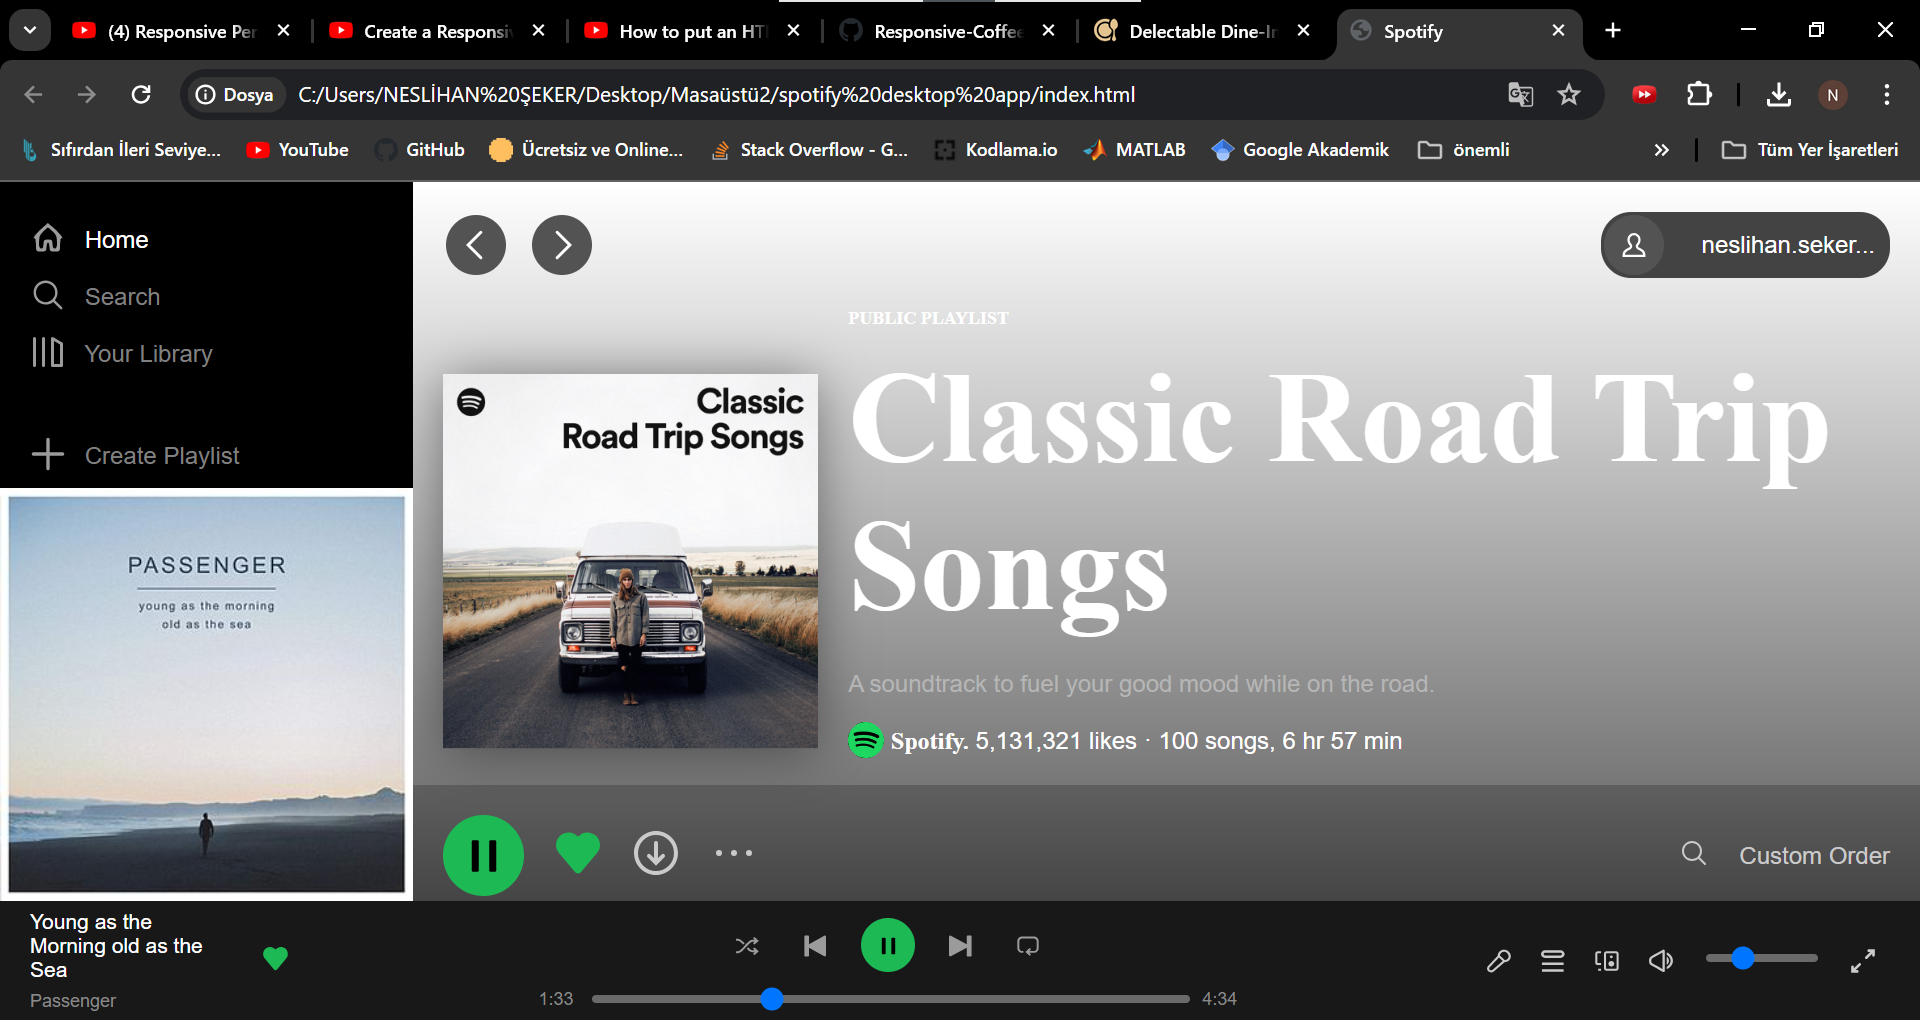 (4) Responsive Per
Create a Responsi
How to put an HT
Responsive-Coffee
Delectable Dine-In
Spotify
Dosya
C:/Users/NESLİHAN%20ŞEKER/Desktop/Masaüstü2/spotify%20desktop%20app/index.html
N
Sıfırdan İleri Seviye...
YouTube
GitHub
Ücretsiz ve Online...
Stack Overflow - G...
Kodlama.io
MATLAB
Google Akademik
önemli
Tüm Yer İşaretleri
Home
Search
Your Library
Create Playlist
neslihan.seker...
PUBLIC PLAYLIST
Classic Road Trip
Songs
Classic
Road Trip Songs
A soundtrack to fuel your good mood while on the road.
Spotify. 5,131,321 likes · 100 songs, 6 hr 57 min
PASSENGER
young as the morning
old as the sea
Custom Order
Young as the
Morning old as the
Sea
Passenger
1:33
4:34